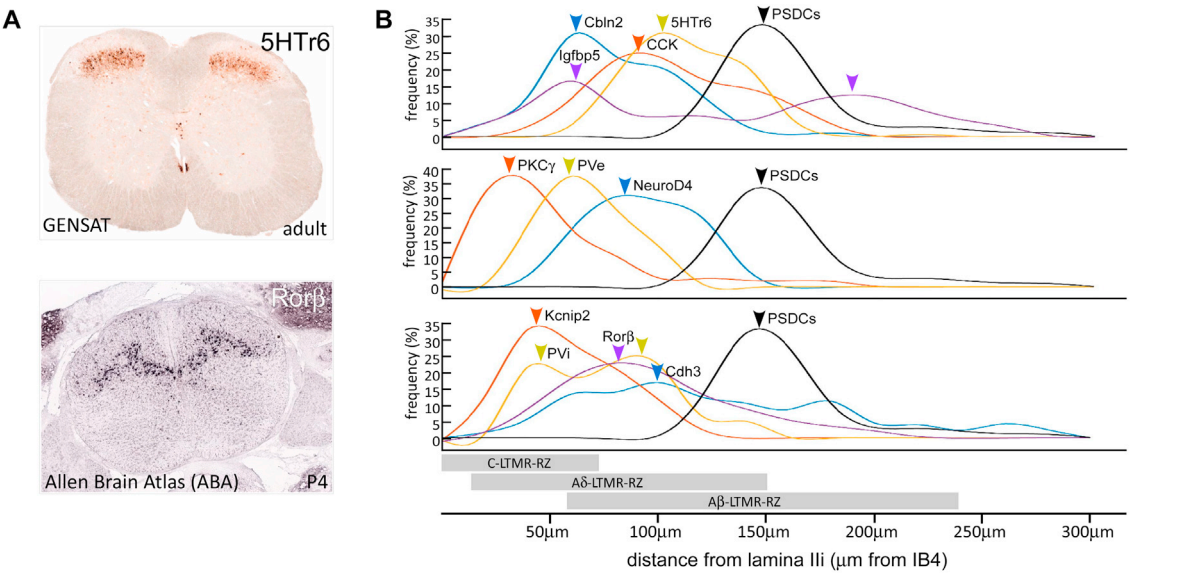 A
5HTr6
GENSAT
adult
Rorβ
Allen Brain Atlas (ABA)
P4
B
frequency (%)
35
30
25
20
15
10
5
0
Cbln2
5HTr6
PSDCs
CCK
Igfbp5
frequency (%)
40
35
30
25
20
15
10
5
0
PKCγ
PVe
NeuroD4
PSDCs
frequency (%)
35
30
25
20
15
10
5
0
Kcnip2
PSDCs
PVi
Rorβ
Cdh3
C-LTMR-RZ
Aδ-LTMR-RZ
Aβ-LTMR-RZ
50µm 100µm 150µm 200µm 250µm 300µm
distance from lamina IIi (µm from IB4)